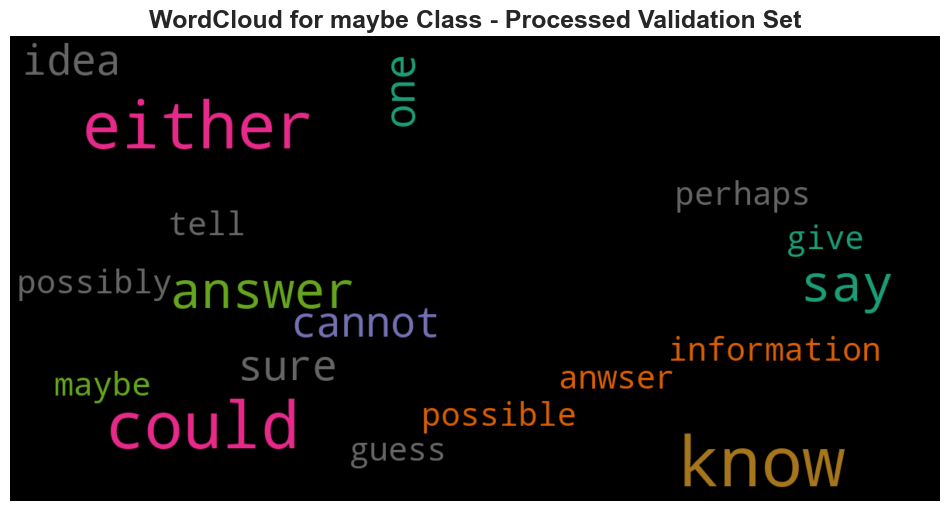 WordCloud for maybe Class - Processed Validation Set
idea
one
either
perhaps
tell
give
possibly
answer
say
cannot
information
sure
anwser
maybe
possible
could
guess
know